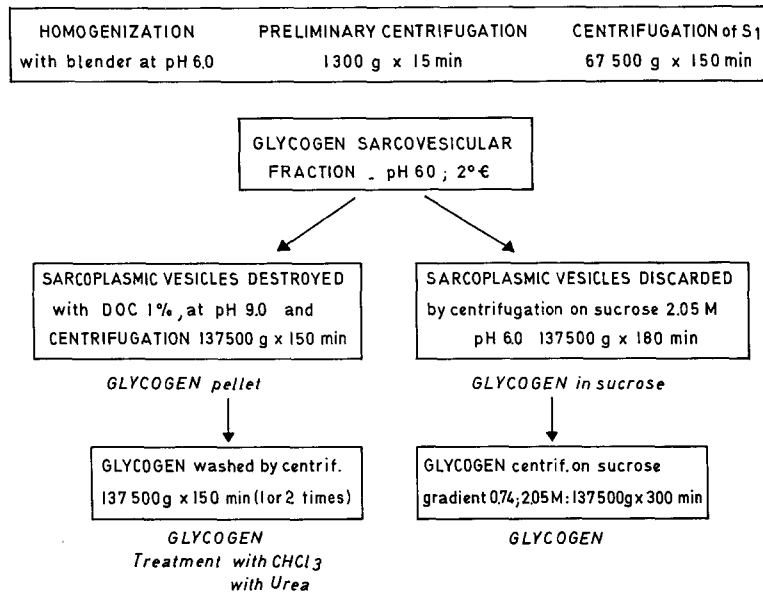 HOMOGENIZATION
with blender at pH 6.0
PRELIMINARY CENTRIFUGATION
1300 g x 15 min
CENTRIFUGATION of S1
67 500 g x 150 min
GLYCOGEN SARCOVESICULAR
FRACTION _ pH 60 ; 2°€
SARCOPLASMIC VESICLES DESTROYED
with DOC 1%, at pH 9.0 and
CENTRIFUGATION 137500 g x 150 min
SARCOPLASMIC VESICLES DISCARDED
by centrifugation on sucrose 2.05 M
pH 6.0 137500 g x 180 min
GLYCOGEN pellet
GLYCOGEN in sucrose
GLYCOGEN washed by centrif.
137 500g x 150 min (1 or 2 times)
GLYCOGEN centrif. on sucrose
gradient 0,74; 2,05 M : 137500g x 300 min
GLYCOGEN
Treatment with CHCl3
with Urea
GLYCOGEN